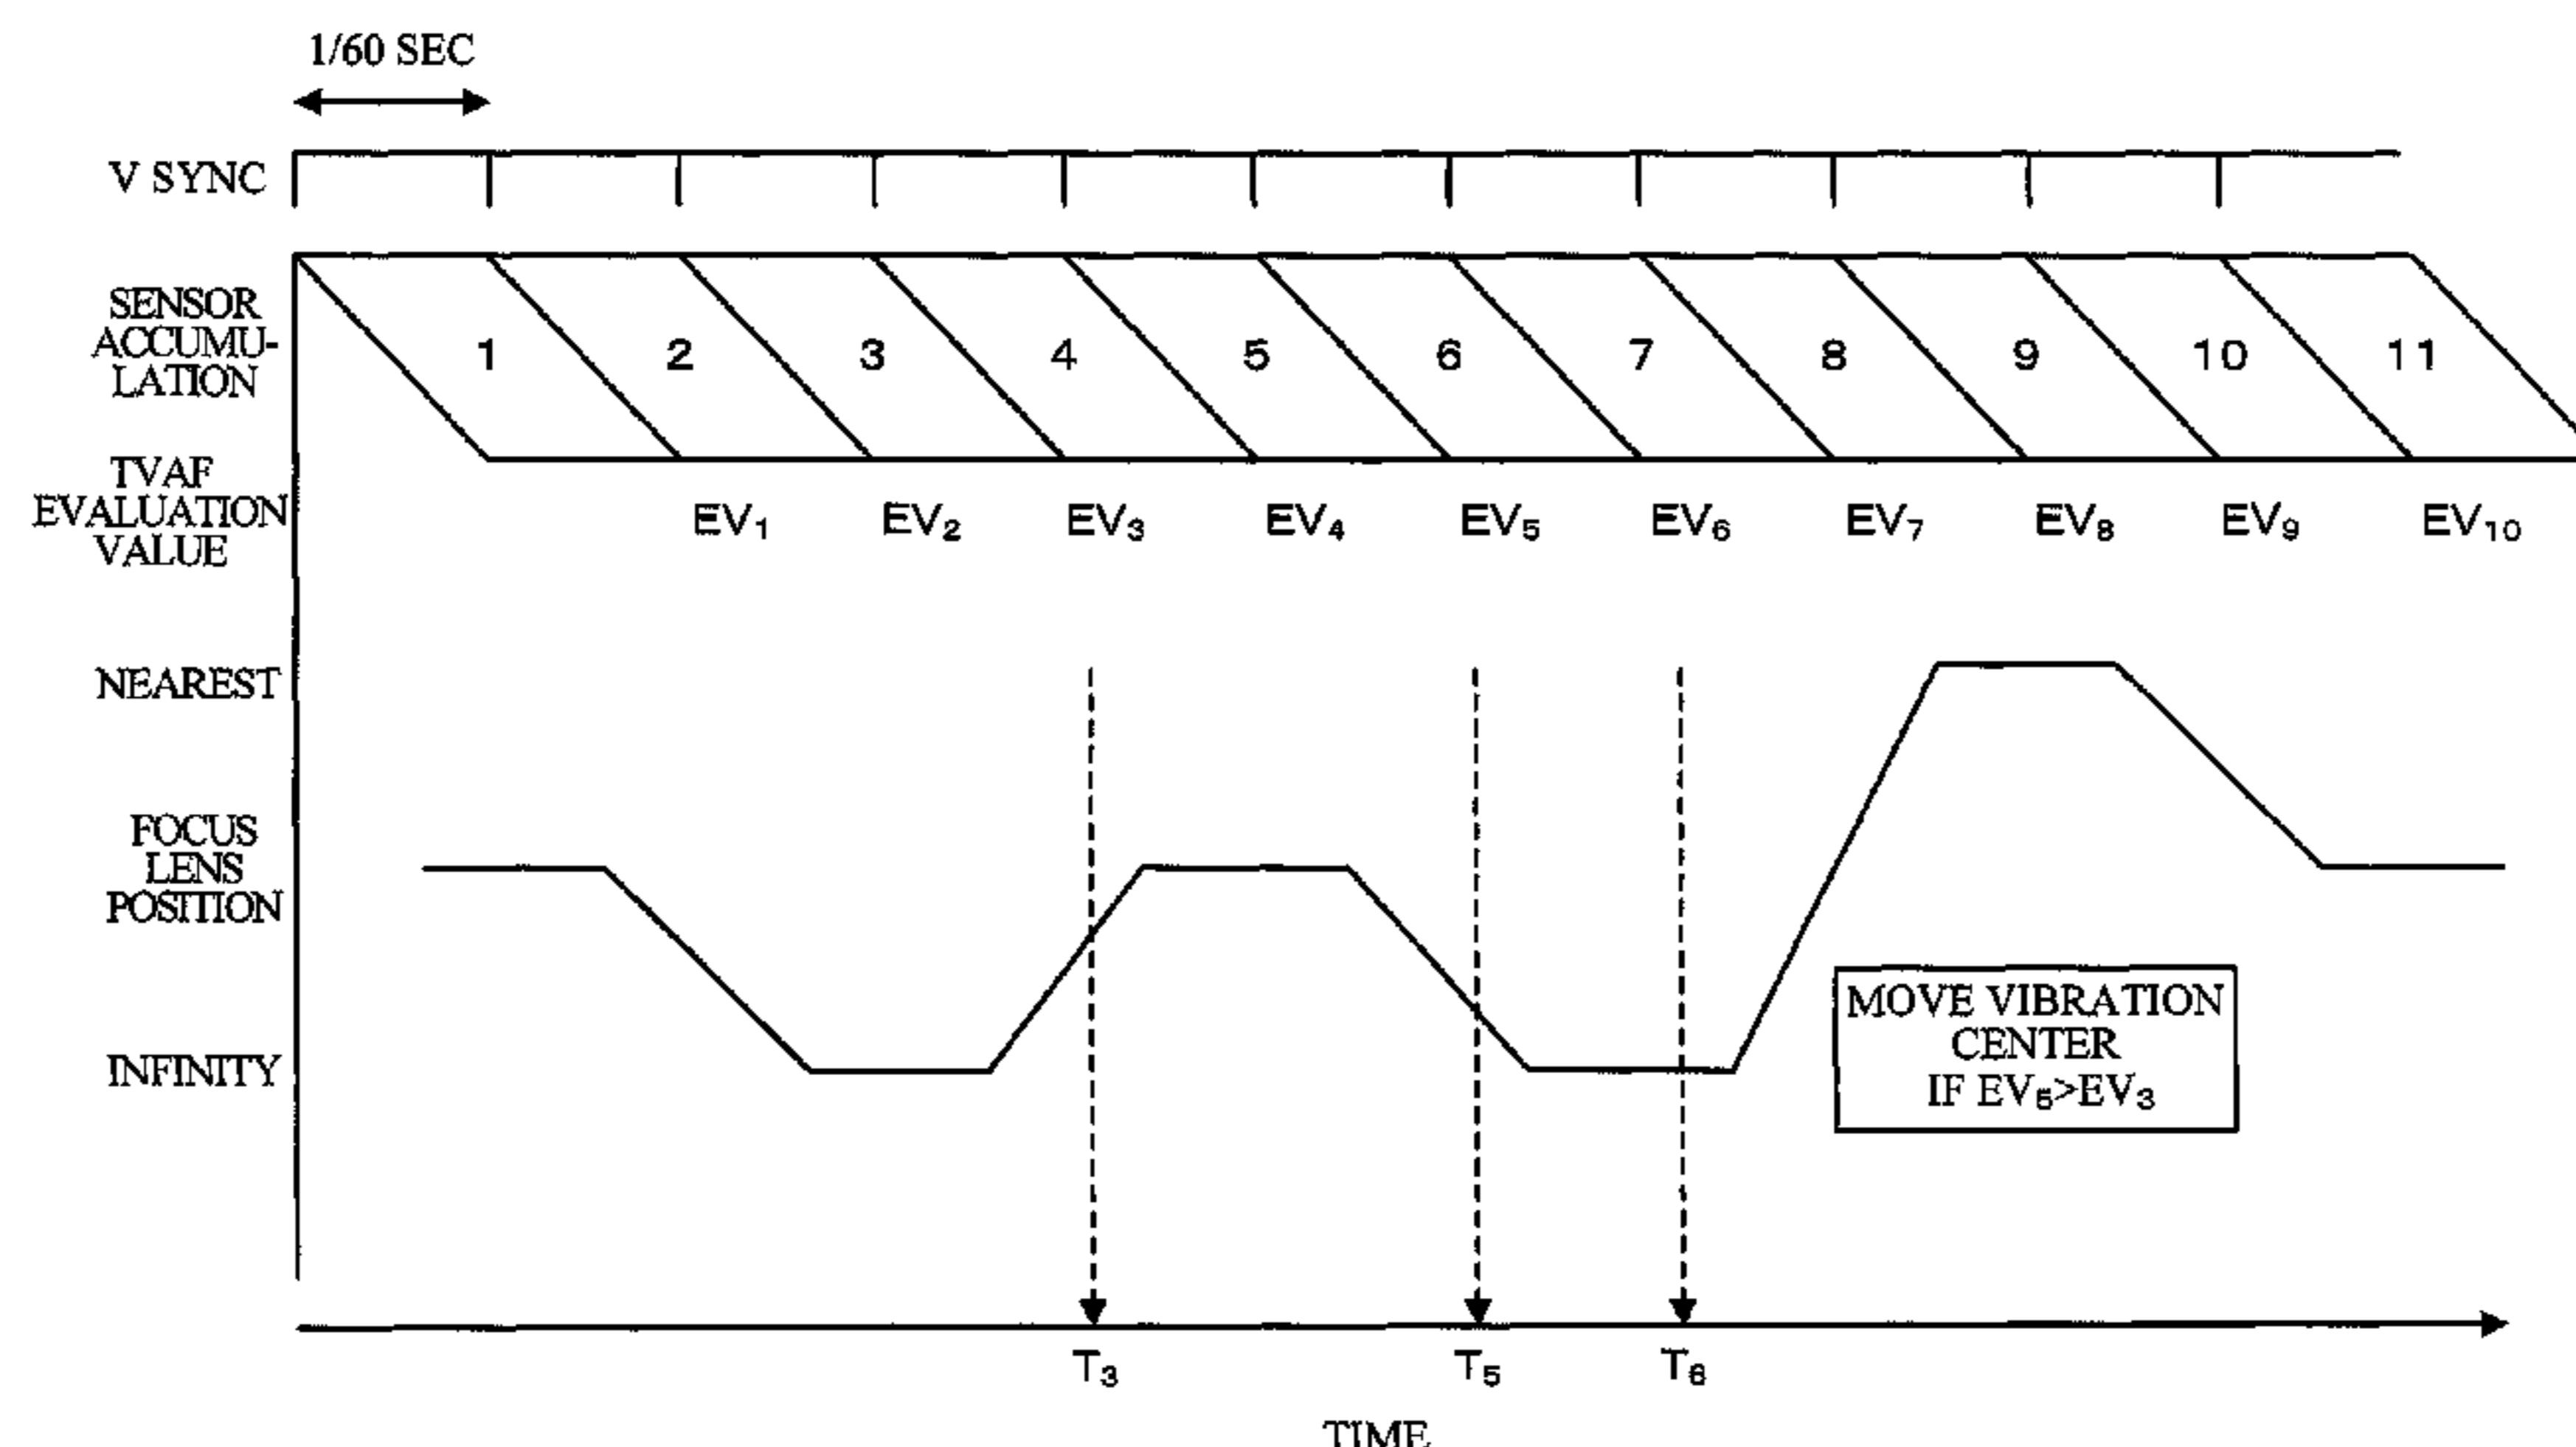 1/60 SEC
V SYNC
SENSOR
ACCUMU-
LATION
1 2 3 4 5 6 7 8 9 10 11
TVAF
EVALUATION
VALUE
EV₁ EV₂ EV₃ EV₄ EV₅ EV₆ EV₇ EV₈ EV₉ EV₁₀
NEAREST
FOCUS
LENS
POSITION
INFINITY
MOVE VIBRATION
CENTER
IF EV₅>EV₃
T₃ T₅ T₆
TIME